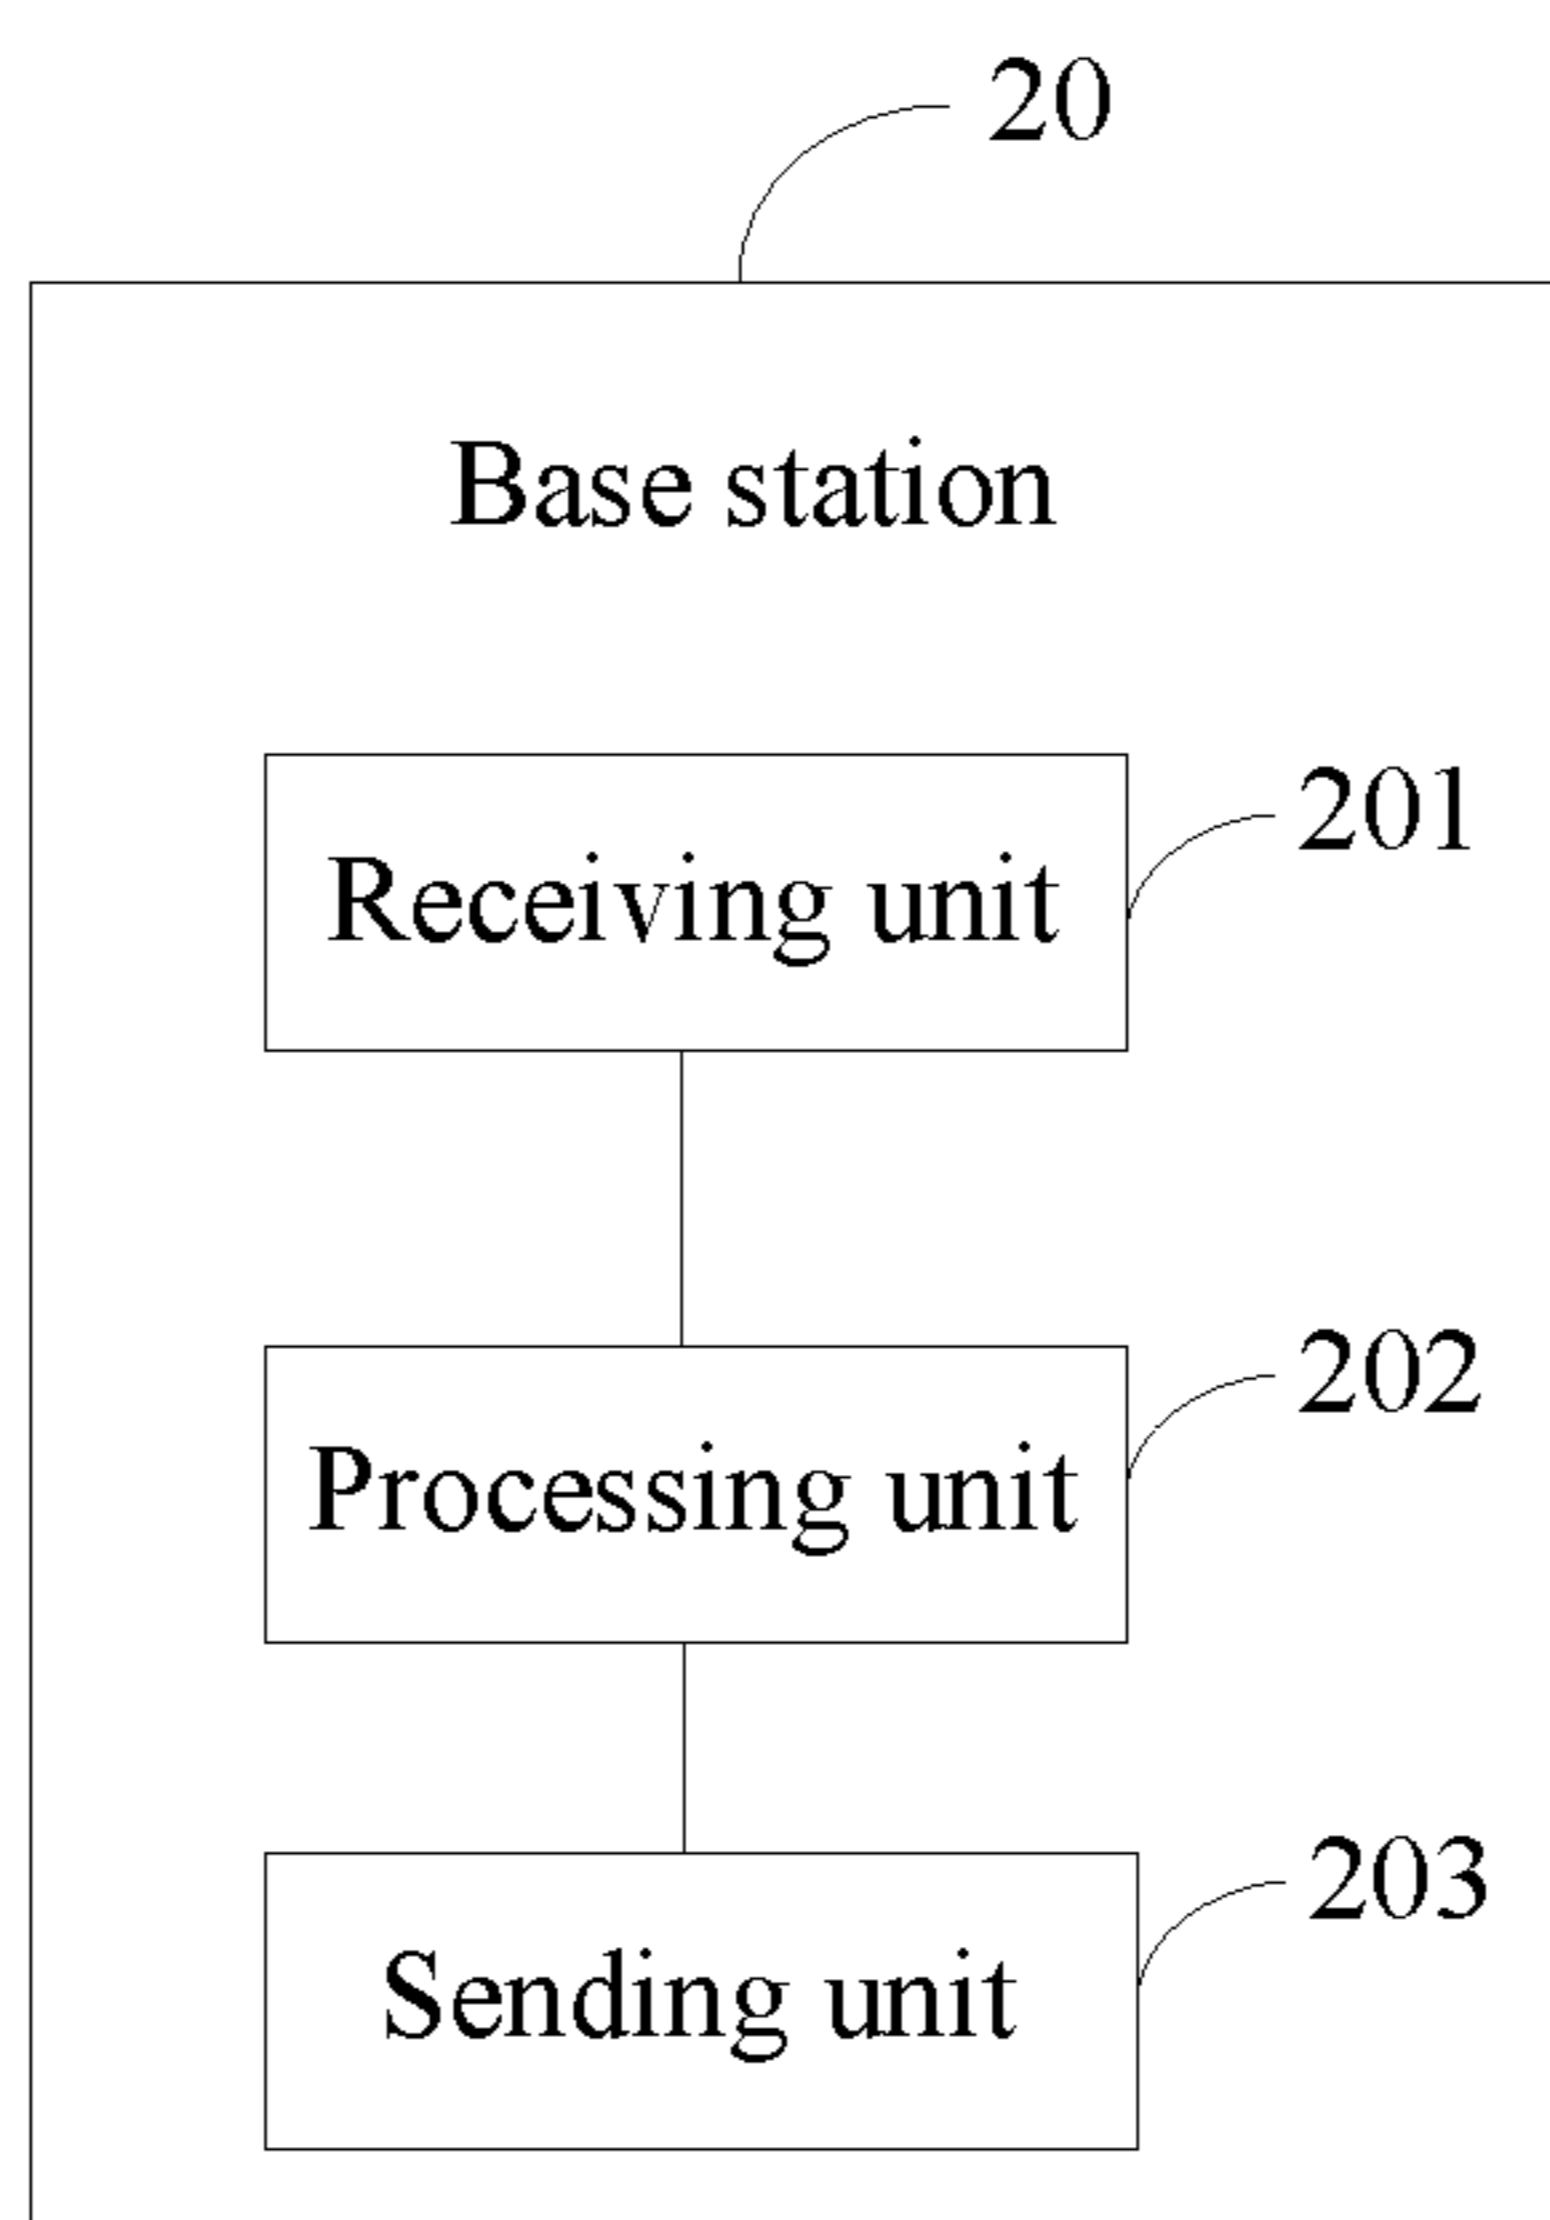 20
Base station
201
Receiving unit
202
Processing unit
203
Sending unit